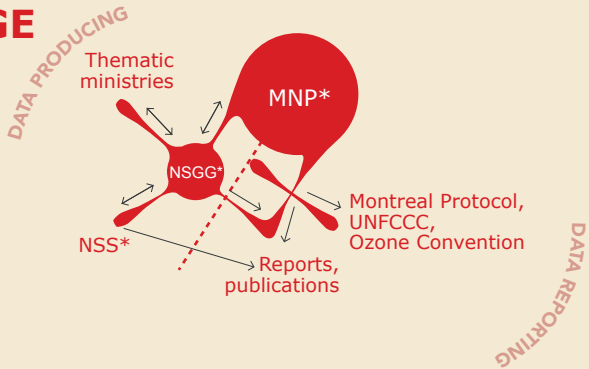 GE
DATA PRODUCING
Thematic
ministries
MNP*
NSGG*
NSS*
Montreal Protocol,
UNFCCC,
Ozone Convention
Reports,
publications
DATA REPORTING